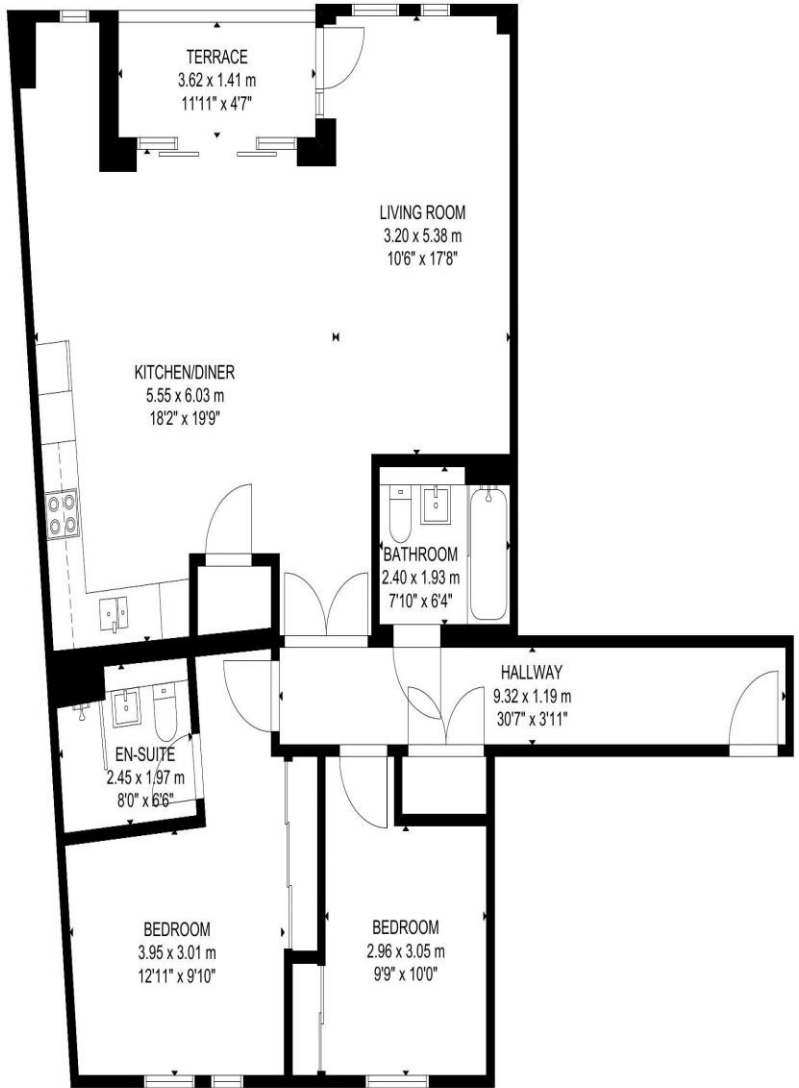 TERRACE
3.62 x 1.41 m
11'11" x 4'7"
LIVING ROOM
3.20 x 5.38 m
10'6" x 17'8"
KITCHEN/DINER
5.55 x 6.03 m
18'2" x 19'9"
BATHROOM
2.40 x 1.93 m
7'10" x 6'4"
HALLWAY
9.32 x 1.19 m
30'7" x 3'11"
EN-SUITE
2.45 x 1.97 m
8'0" x 6'6"
BEDROOM
3.95 x 3.01 m
12'11" x 9'10"
BEDROOM
2.96 x 3.05 m
9'9" x 10'0"